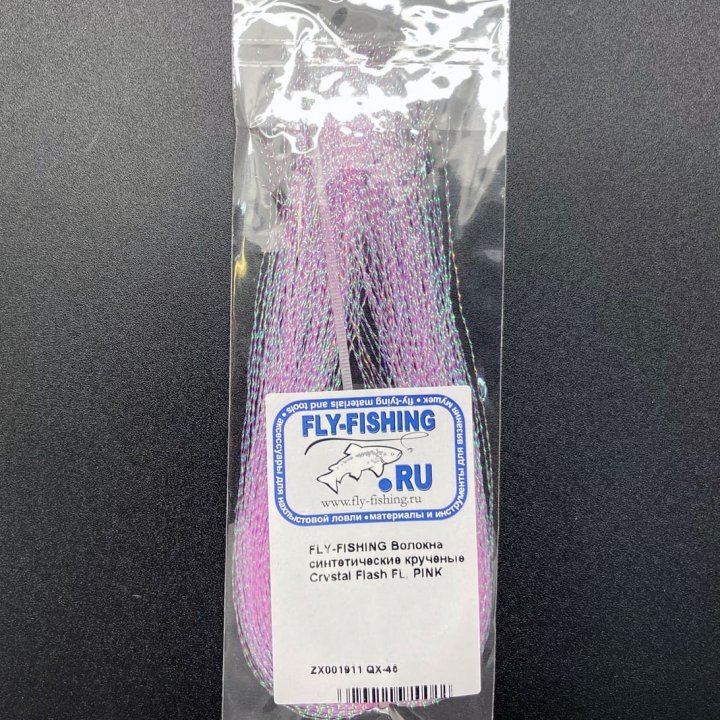 • fly-tying materials and tools • аксессуары для нахлыстовой ловли • материалы и инструменты для вязания мушек
FLY-FISHING
.RU
www.fly-fishing.ru
FLY-FISHING Волокна
синтетические крученые
Crystal Flash FL. PINK
ZX001911 QX-46